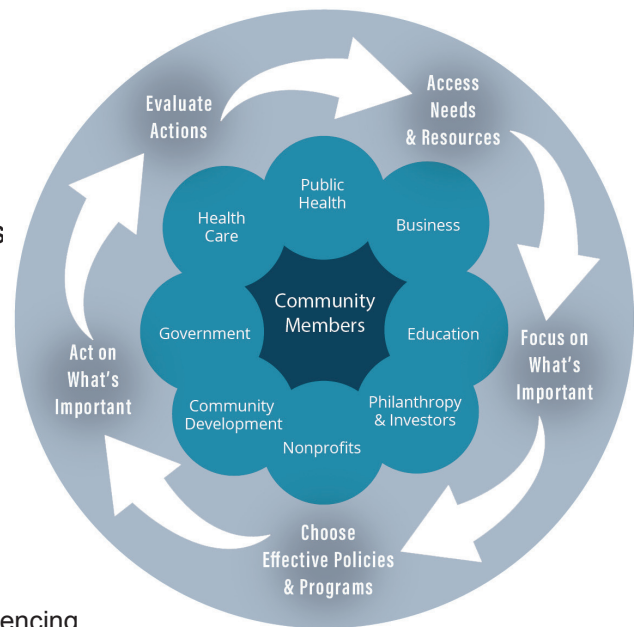 Evaluate
Actions
Access
Needs
& Resources
Public
Health
Health
Care
Business
s
Community
Members
Government
Education
Focus on
What's
Important
Act on
What's
Important
Community
Development
Philanthropy
& Investors
Nonprofits
Choose
Effective Policies
& Programs
encing